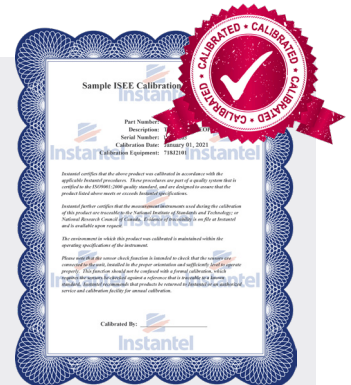 Sample ISEE Calibration
CALIBRATED • CALIBRATED • CALIBRATED • CALIBRATED •
Instantel
Part Number:
Description:
Serial Number:
Calibration Date: January 01, 2021
Calibration Equipment: 718J2101
Instantel
Instantel
Instantel certifies that the above product was calibrated in accordance with the
applicable Instantel procedures. These procedures are part of a quality system that is
certified to the ISO9001:2000 quality standard, and are designed to assure that the
product listed above meets or exceeds Instantel specifications.
Instantel further certifies that the measurement instruments used during the calibration
of this product are traceable to the National Institute of Standards and Technology; or
National Research Council of Canada. Evidence of traceability is on file at Instantel
and is available upon request.
The environment in which this product was calibrated is maintained within the
operating specifications of the instrument.
Please note that the sensor check function is intended to check that the sensors are
connected to the unit, installed in the proper orientation and sufficiently level to operate
properly. This function should not be confused with a formal calibration, which
requires the sensors be checked against a reference that is traceable to a known
standard. Instantel recommends that products be returned to Instantel or an authorized
service and calibration facility for annual calibration.
Calibrated By:
Instantel